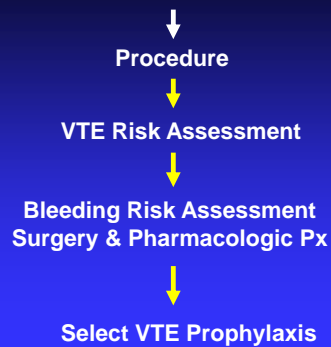 Procedure
VTE Risk Assessment
Bleeding Risk Assessment
Surgery & Pharmacologic Px
Select VTE Prophylaxis